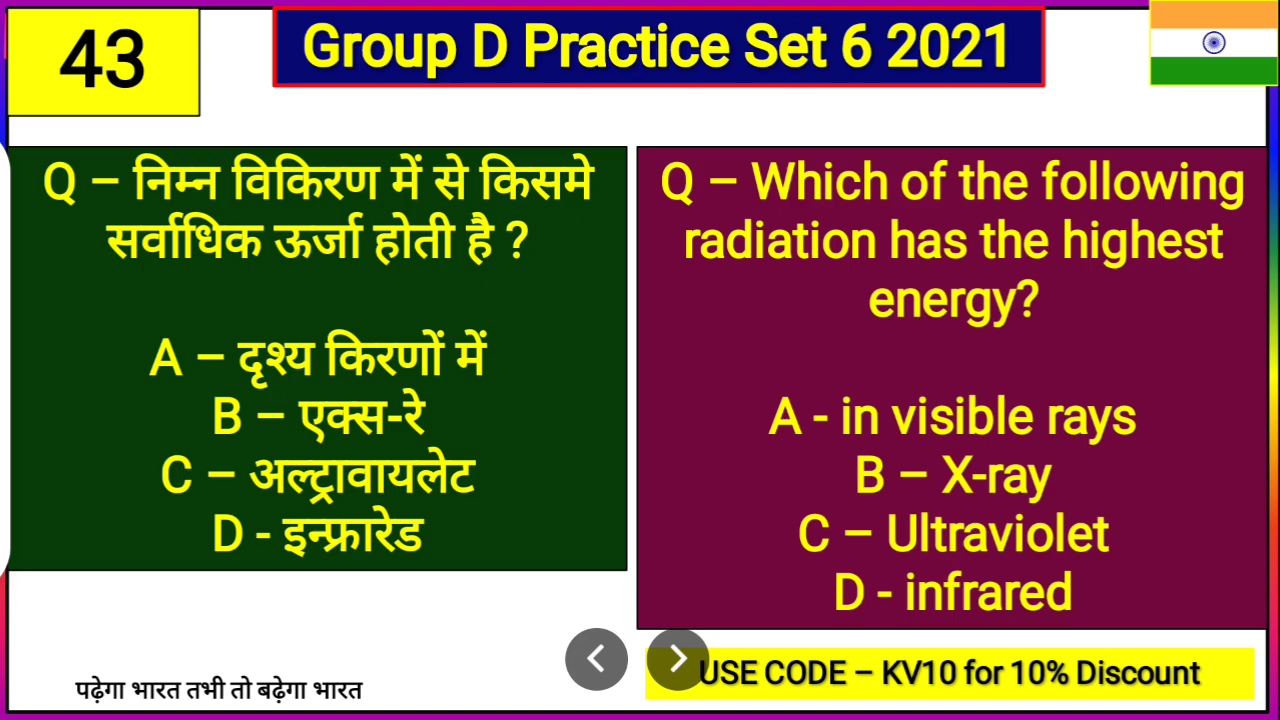 43
Group D Practice Set 6 2021
Q – निम्न विकिरण में से किसमे
सर्वाधिक ऊर्जा होती है ?
A – दृश्य किरणों में
B – एक्स-रे
C – अल्ट्रावायलेट
D - इन्फ्रारेड
Q – Which of the following
radiation has the highest
energy?
A - in visible rays
B – X-ray
C – Ultraviolet
D - infrared
पढ़ेगा भारत तभी तो बढ़ेगा भारत
USE CODE – KV10 for 10% Discount